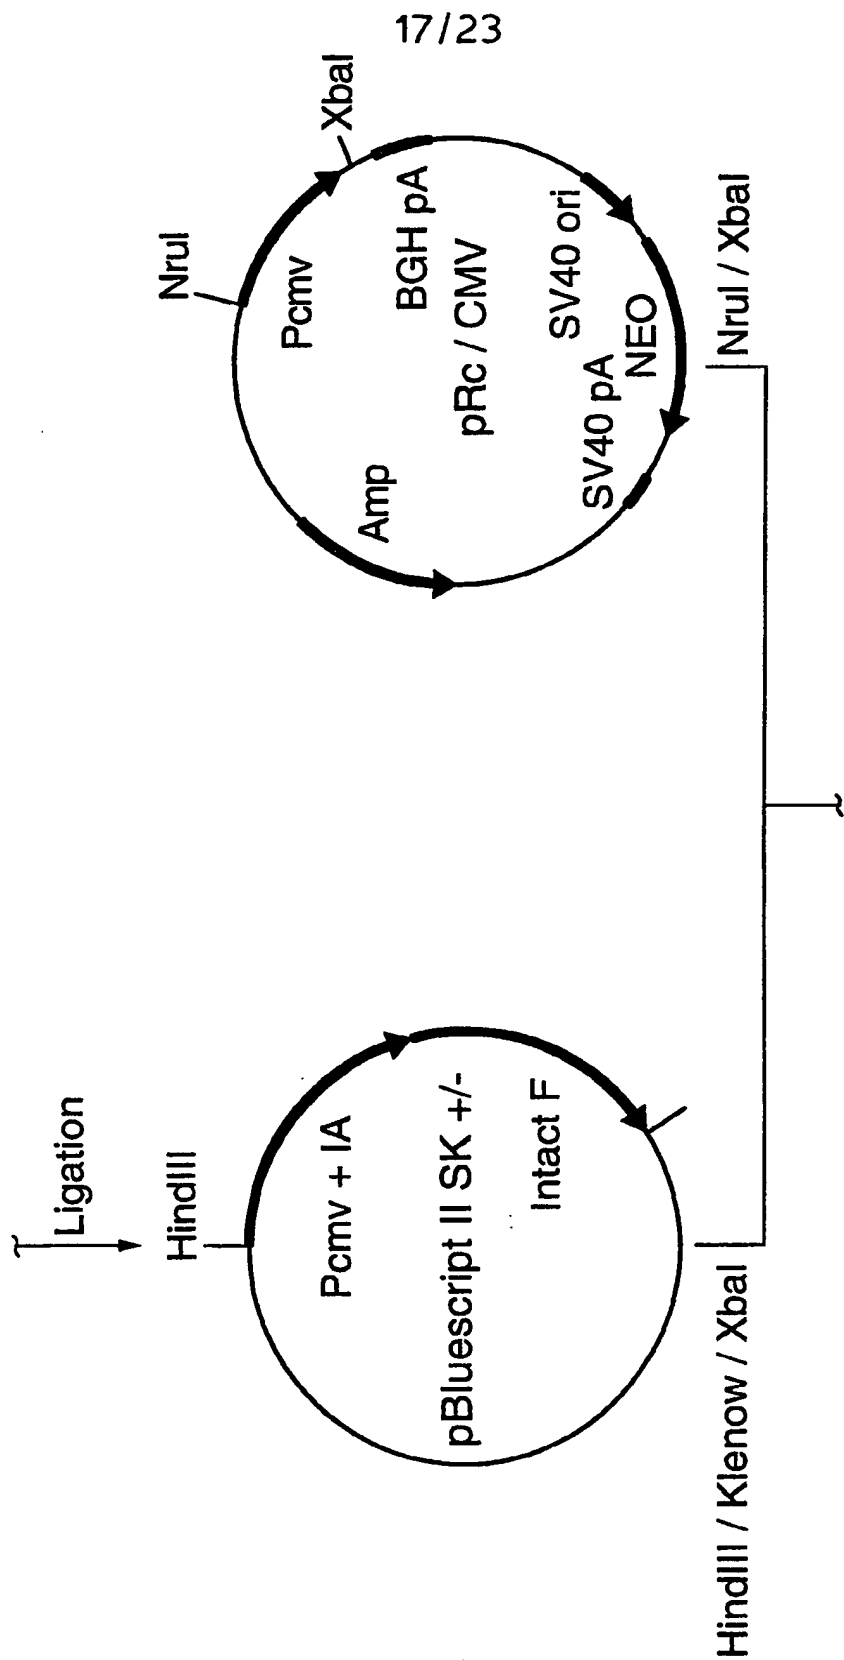 17/23
Ligation
HindIII
Pcmv + IA
pBluescript II SK +/-
Intact F
HindIII / Klenow / XbaI
NruI
XbaI
Pcmv
BGH pA
pRc / CMV
SV40 ori
NEO
SV40 pA
Amp
NruI / XbaI